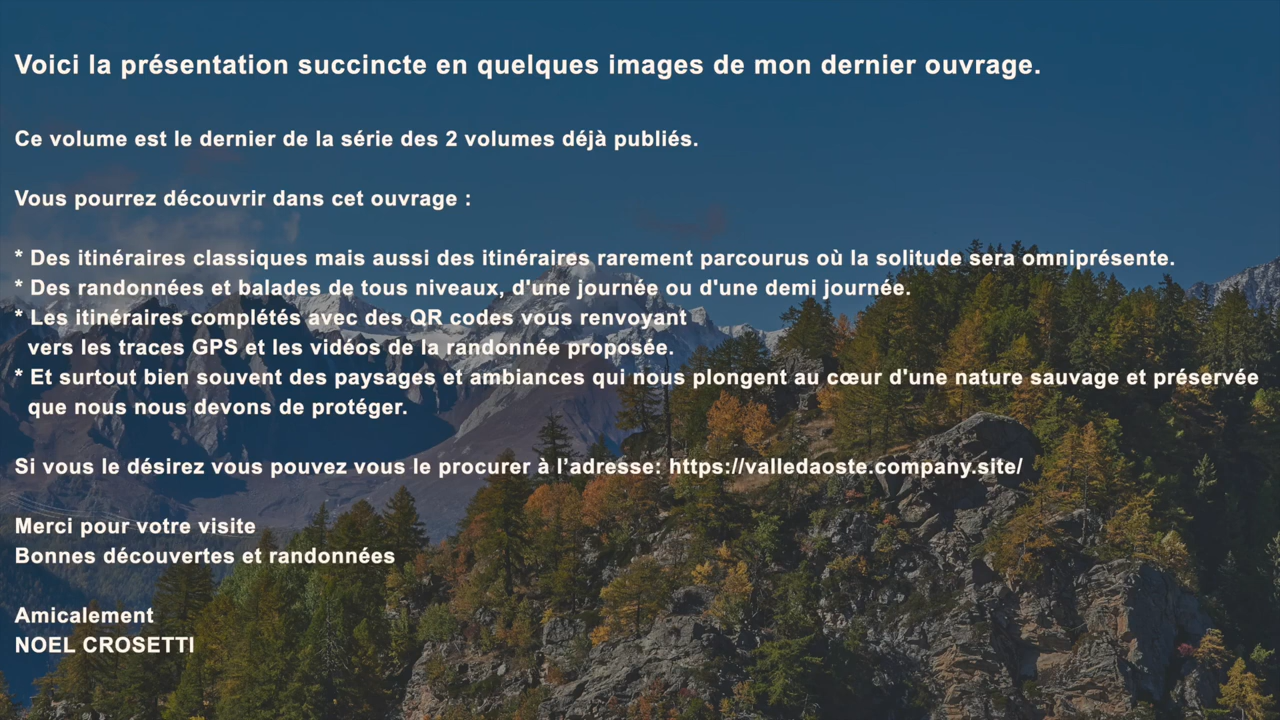 Voici la présentation succincte en quelques images de mon dernier ouvrage.
Ce volume est le dernier de la série des 2 volumes déjà publiés.
Vous pourrez découvrir dans cet ouvrage :
* Des itinéraires classiques mais aussi des itinéraires rarement parcourus où la solitude sera omniprésente.
* Des randonnées et balades de tous niveaux, d'une journée ou d'une demi journée.
* Les itinéraires complétés avec des QR codes vous renvoyant
vers les traces GPS et les vidéos de la randonnée proposée.
* Et surtout bien souvent des paysages et ambiances qui nous plongent au cœur d'une nature sauvage et préservée
que nous nous devons de protéger.
Si vous le désirez vous pouvez vous le procurer à l’adresse: https://valledaoste.company.site/
Merci pour votre visite
Bonnes découvertes et randonnées
Amicalement
NOEL CROSETTI